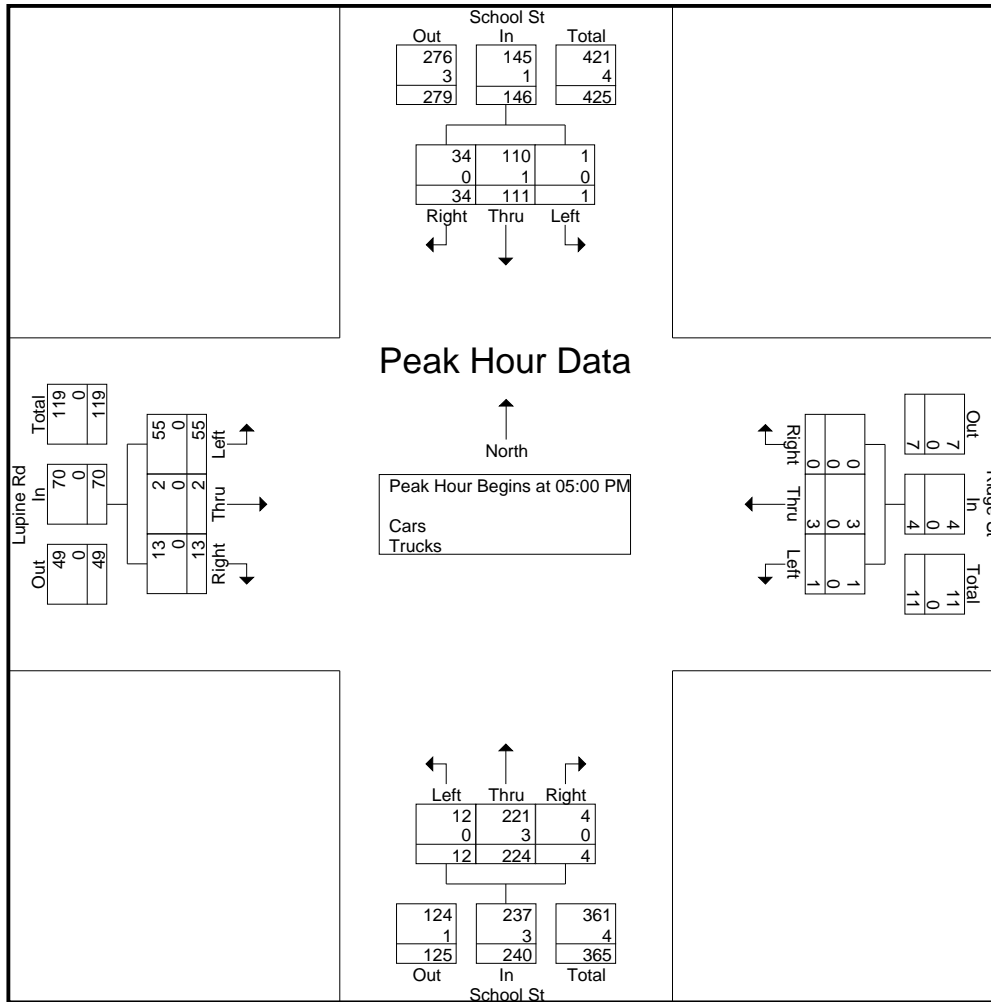 School St
Out In Total
276 145 421
3 1 4
279 146 425
34 110 1
0 1 0
34 111 1
Right Thru Left
Peak Hour Data
North
Peak Hour Begins at 05:00 PM
Cars
Trucks
Lupine Rd
Total In Out
119 70 49
0 0 0
119 70 49
55 2 13
0 0 0
55 2 13
Left Thru Right
Out In Total
7 4 11
0 0 0
7 4 11
0 3 1
0 0 0
0 3 1
Right Thru Left
Left Thru Right
12 221 4
0 3 0
12 224 4
124 237 361
1 3 4
125 240 365
Out In Total
School St